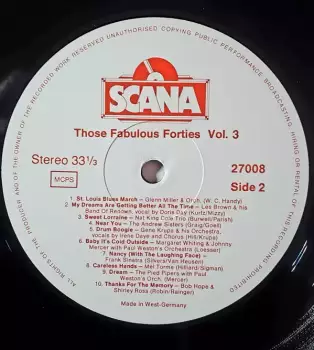 ALL RIGHTS OF THE PRODUCER AND OF THE OWNER OF THE RECORDED WORK RESERVED UNAUTHORISED COPYING PUBLIC PERFORMANCE BROADCASTING HIRING OR RENTAL OF THIS RECORDING
SCANA
Those Fabulous Forties Vol. 3
Stereo 33 1/3
27008
MCPS
Side 2
1. St. Louis Blues March - Glenn Miller & Orch. (W. C. Handy)
2. My Dreams Are Getting Better All The Time - Les Brown & his
Band Of Renown, vocal by Doris Day (Kurtz/Mizzy)
3. Sweet Lorraine - Nat King Cole Trio (Burwell/Parish)
4. Near You - The Andrew Sisters (Craig/Goell)
5. Drum Boogie - Gene Krupa & his Orchestra,
vocals by Irene Daye and Chorus (Krupa)
6. Baby It's Cold Outside - Margaret Whiting & Johnny
Mercer with Paul Weston's Orchestra (Loesser)
7. Nancy (With The Laughing Face) -
Frank Sinatra (Silvers/Van Heusen)
8. Careless Hands - Mel Torme (Hilliard/Sigman)
9. Dream - The Pied Pipers with Paul
Weston's Orch. (Mercer)
10. Thanks For The Memory - Bob Hope &
Shirley Ross (Robin/Rainger)
Made in West-Germany